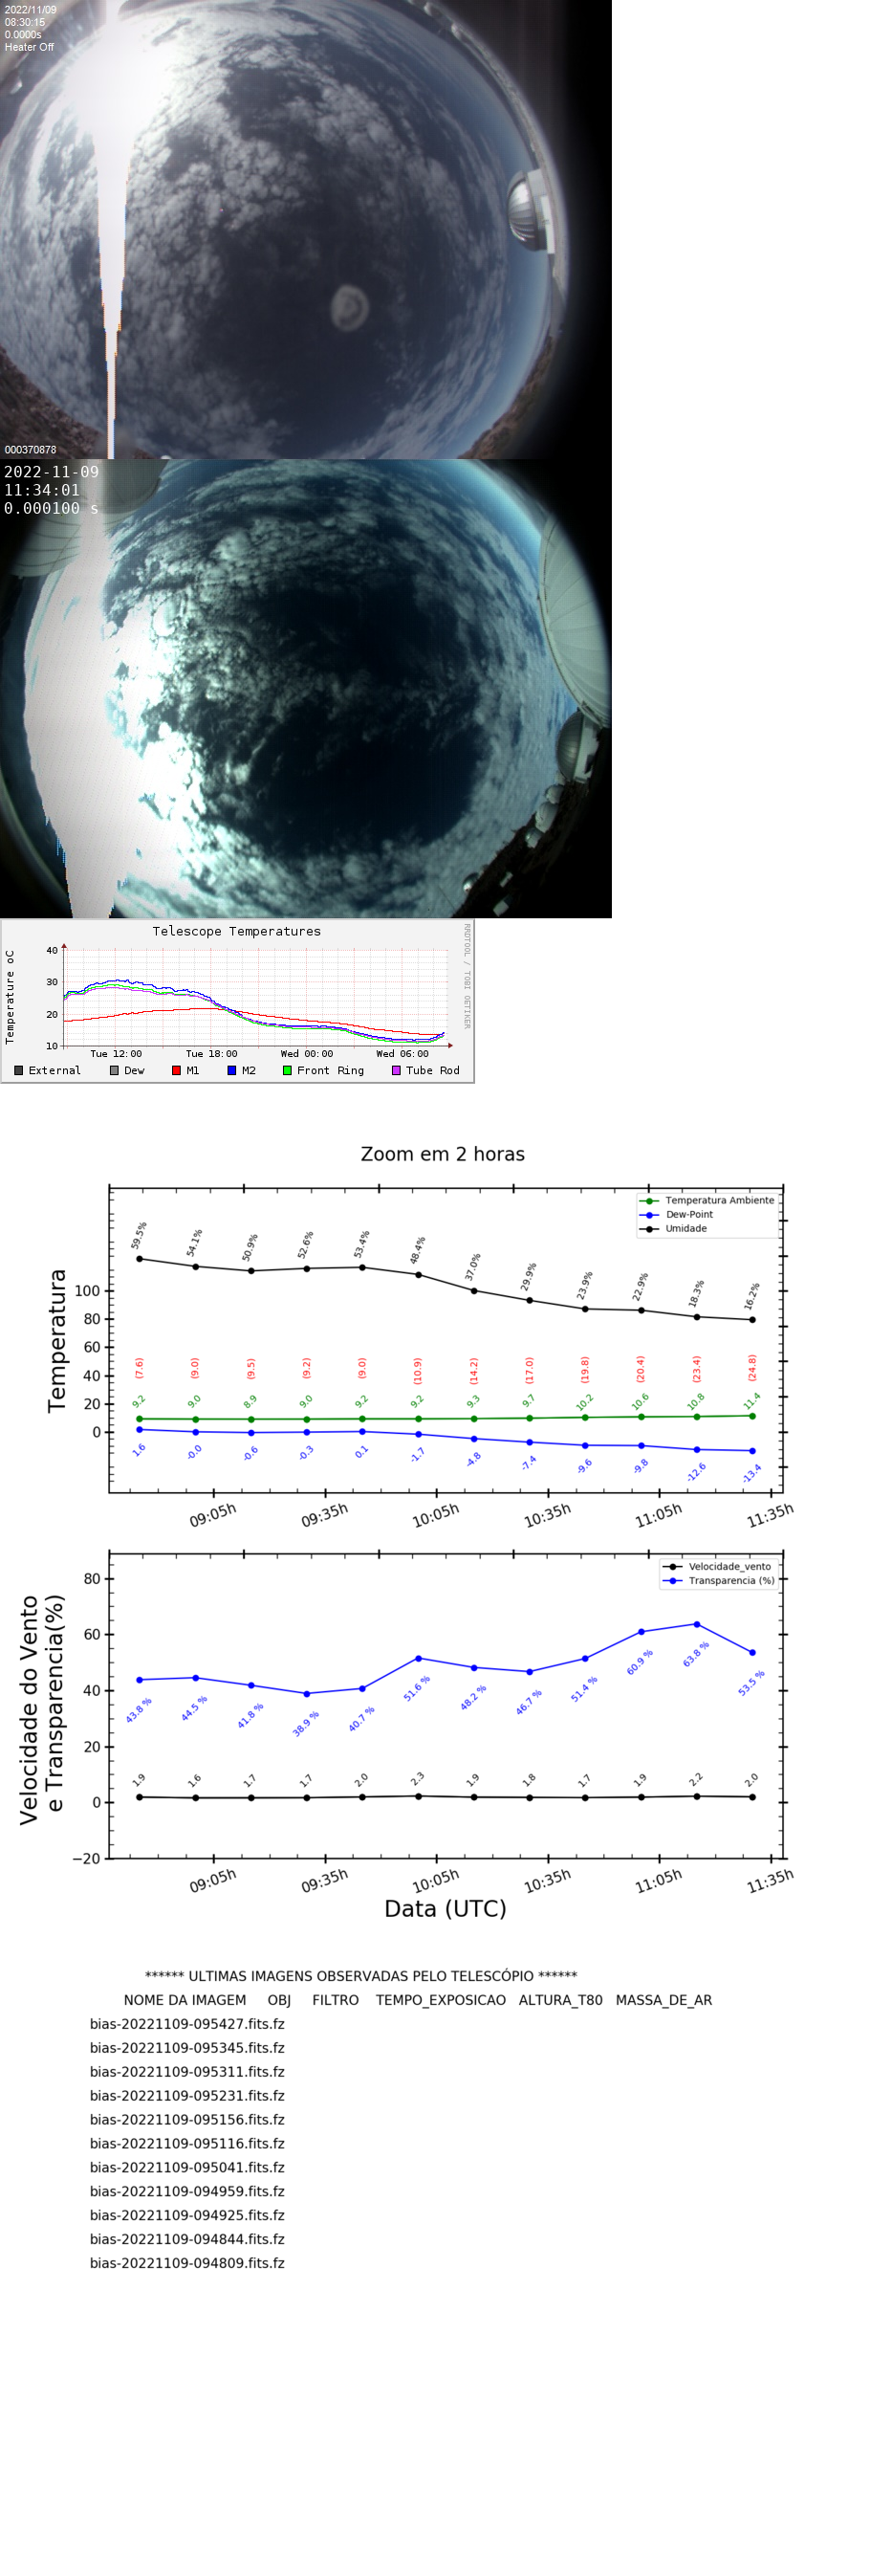 2022/11/09
08:30:15
0.0000s
Heater Off
000370878
2022-11-09
11:34:01
0.000100 s
Telescope Temperatures
RRDTOOL / TOBI OETIKER
Temperature oC
40
30
20
10
Tue 12:00 Tue 18:00 Wed 00:00 Wed 06:00
External Dew M1 M2 Front Ring Tube Rod
Zoom em 2 horas
Temperatura Ambiente
Dew-Point
Umidade
Temperatura
100
80
60
40
20
0
59.5% 54.1% 50.9% 52.6% 53.4% 48.4% 37.0% 29.9% 23.9% 22.9% 18.3% 16.2%
(7.6) (9.0) (9.5) (9.2) (9.0) (10.9) (14.2) (17.0) (19.8) (20.4) (23.4) (24.8)
9.2 9.0 8.9 9.0 9.2 9.2 9.3 9.7 10.2 10.6 10.8 11.4
1.6 -0.0 -0.6 -0.3 0.1 -1.7 -4.8 -7.4 -9.6 -9.8 -12.6 -13.4
09:05h 09:35h 10:05h 10:35h 11:05h 11:35h
Velocidade_vento
Transparencia (%)
Velocidade do Vento
e Transparencia(%)
80
60
40
20
0
−20
43.8 % 44.5 % 41.8 % 38.9 % 40.7 % 51.6 % 48.2 % 46.7 % 51.4 % 60.9 % 63.8 % 53.5 %
1.9 1.6 1.7 1.7 2.0 2.3 1.9 1.8 1.7 1.9 2.2 2.0
09:05h 09:35h 10:05h 10:35h 11:05h 11:35h
Data (UTC)
****** ULTIMAS IMAGENS OBSERVADAS PELO TELESCÓPIO ******
NOME DA IMAGEM OBJ FILTRO TEMPO_EXPOSICAO ALTURA_T80 MASSA_DE_AR
bias-20221109-095427.fits.fz
bias-20221109-095345.fits.fz
bias-20221109-095311.fits.fz
bias-20221109-095231.fits.fz
bias-20221109-095156.fits.fz
bias-20221109-095116.fits.fz
bias-20221109-095041.fits.fz
bias-20221109-094959.fits.fz
bias-20221109-094925.fits.fz
bias-20221109-094844.fits.fz
bias-20221109-094809.fits.fz